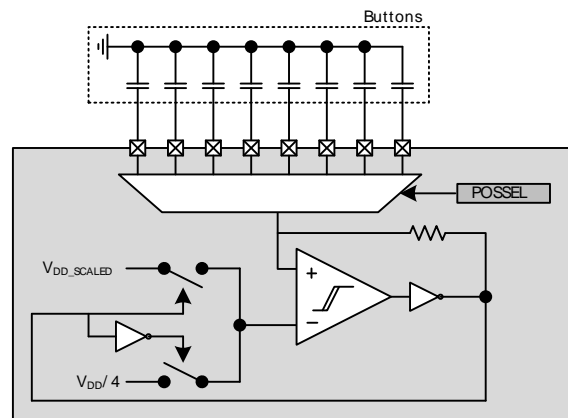 Buttons
POSSEL
V_DD_SCALED
+
−
V_DD/4